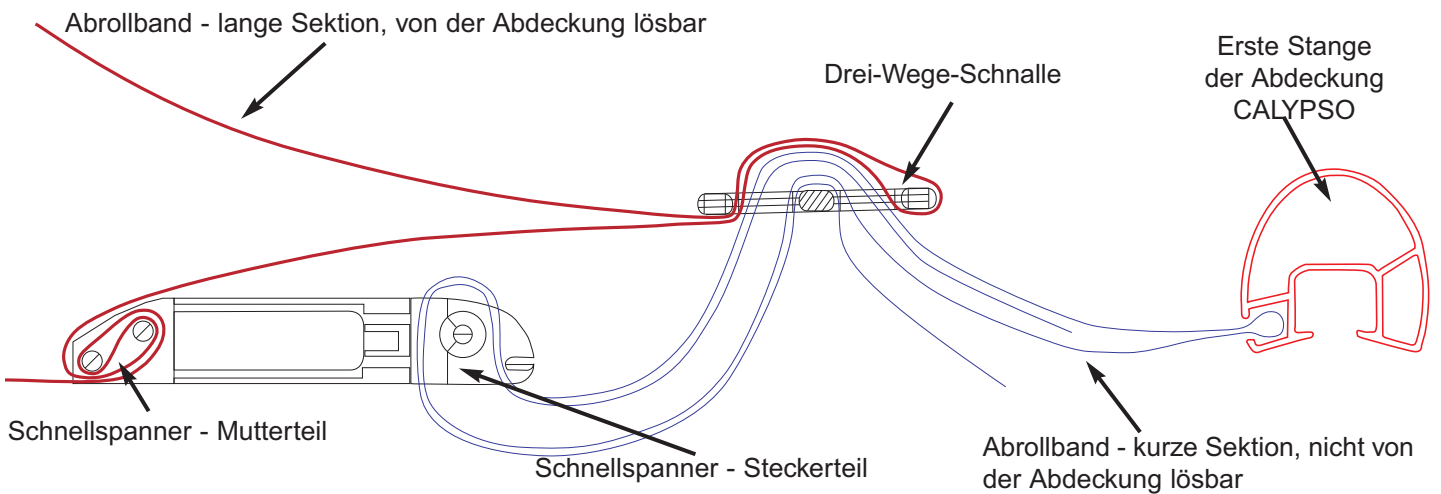 Abrollband - lange Sektion, von der Abdeckung lösbar
Drei-Wege-Schnalle
Erste Stange
der Abdeckung
CALYPSO
Schnellspanner - Mutterteil
Schnellspanner - Steckerteil
Abrollband - kurze Sektion, nicht von
der Abdeckung lösbar